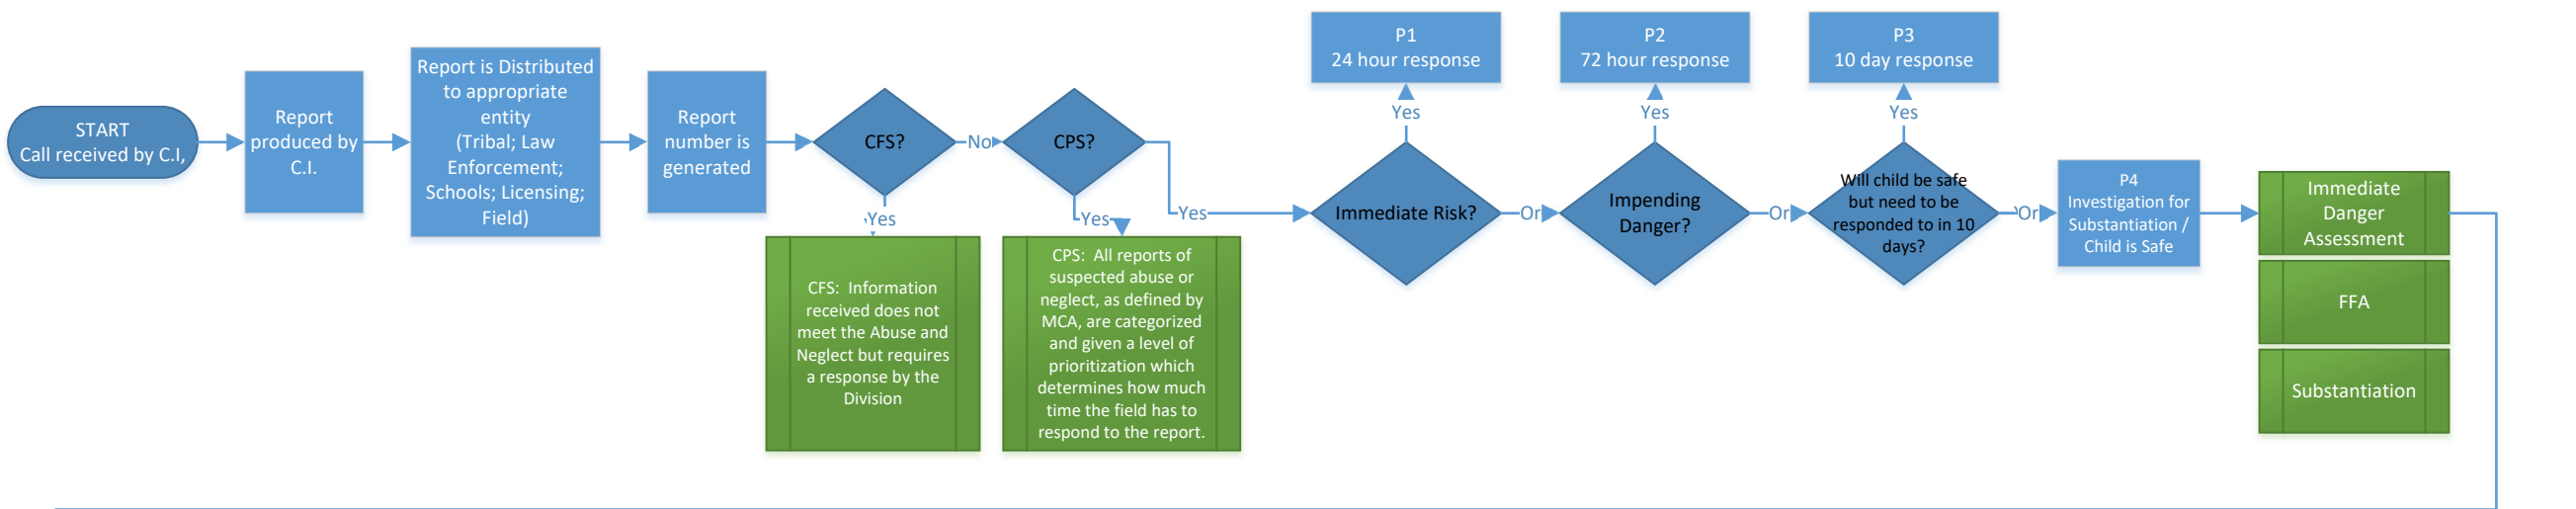 START
Call received by C.I,
Report
produced by
C.I.
Report is Distributed
to appropriate
entity
(Tribal; Law
Enforcement;
Schools; Licensing;
Field)
Report
number is
generated
CFS?
No
CPS?
Yes
CFS:  Information
received does not
meet the Abuse and
Neglect but requires
a response by the
Division
Yes
CPS:  All reports of
suspected abuse or
neglect, as defined by
MCA, are categorized
and given a level of
prioritization which
determines how much
time the field has to
respond to the report.
Yes
Immediate Risk?
Yes
P1
24 hour response
Or
Impending
Danger?
Yes
P2
72 hour response
Or
Will child be safe
but need to be
responded to in 10
days?
Yes
P3
10 day response
Or
P4
Investigation for
Substantiation /
Child is Safe
Immediate
Danger
Assessment
FFA
Substantiation